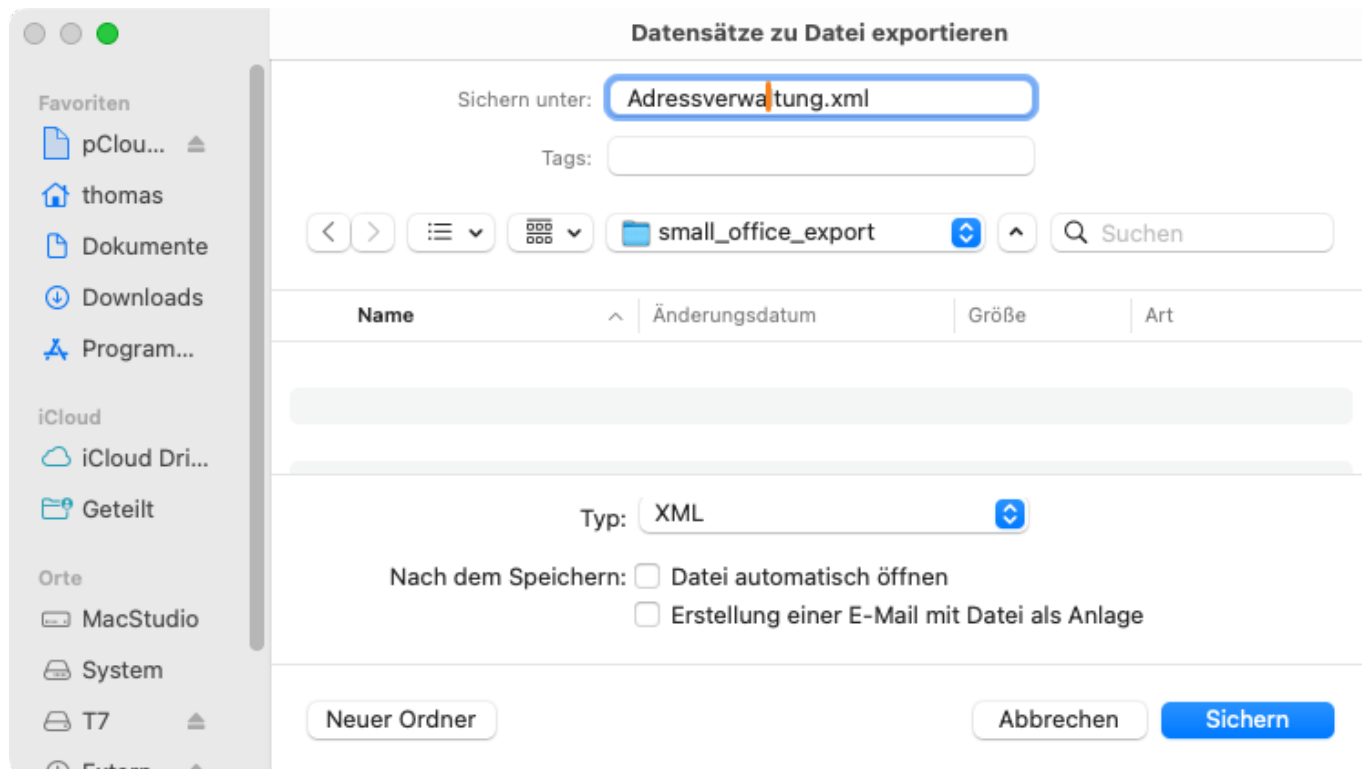 Datensätze zu Datei exportieren
Favoriten
pClou...
thomas
Dokumente
Downloads
Program...
iCloud
iCloud Dri...
Geteilt
Orte
MacStudio
System
T7
Sichern unter: Adressverwaltung.xml
Tags:
small_office_export
Suchen
Name Änderungsdatum Größe Art
Typ: XML
Nach dem Speichern: Datei automatisch öffnen
Erstellung einer E-Mail mit Datei als Anlage
Neuer Ordner Abbrechen Sichern